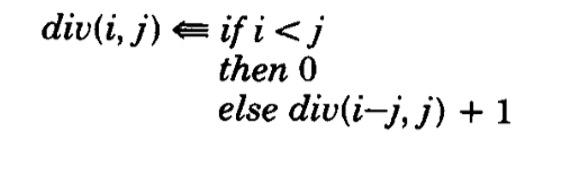 div(i, j) ⇚ if i < j
then 0
else div(i−j, j) + 1